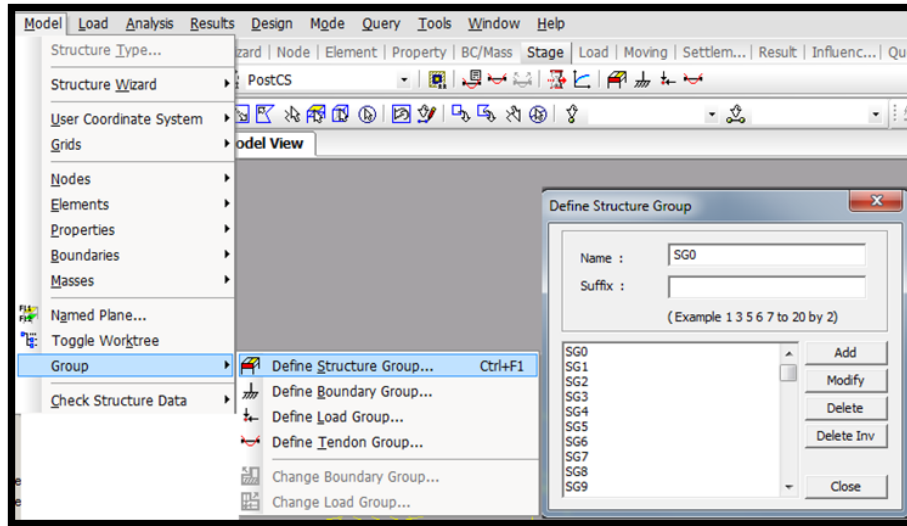 Model Load Analysis Results Design Mode Query Tools Window Help
Structure Type...
Structure Wizard
User Coordinate System
Grids
Nodes
Elements
Properties
Boundaries
Masses
Named Plane...
Toggle Worktree
Group
Check Structure Data
zard | Node | Element | Property | BC/Mass Stage Load | Moving | Settlem... | Result | Influenc... | Qu
PostCS
odel View
Define Structure Group... Ctrl+F1
Define Boundary Group...
Define Load Group...
Define Tendon Group...
Change Boundary Group...
Change Load Group...
Define Structure Group
Name : SG0
Suffix :
(Example 1 3 5 6 7 to 20 by 2)
SG0
SG1
SG2
SG3
SG4
SG5
SG6
SG7
SG8
SG9
Add
Modify
Delete
Delete Inv
Close